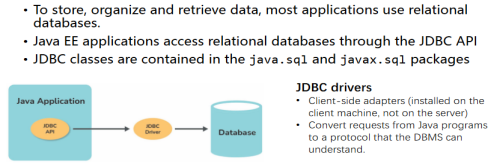 • To store, organize and retrieve data, most applications use relational
databases.
• Java EE applications access relational databases through the JDBC API
• JDBC classes are contained in the java.sql and javax.sql packages
Java Application
JDBC
API
JDBC
Driver
Database
JDBC drivers
• Client-side adapters (installed on the
client machine, not on the server)
• Convert requests from Java programs
to a protocol that the DBMS can
understand.